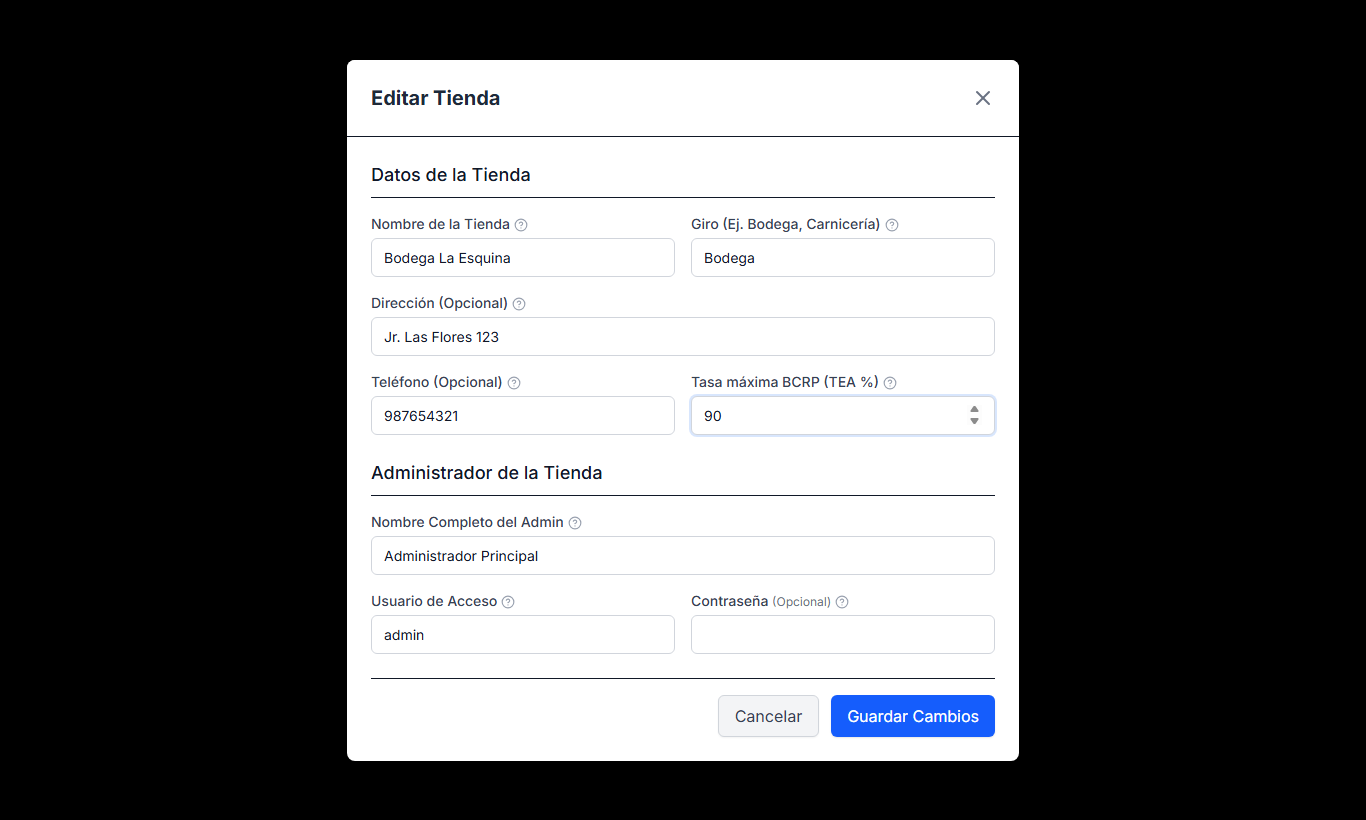 Editar Tienda
Datos de la Tienda
Nombre de la Tienda
Giro (Ej. Bodega, Carnicería)
Bodega La Esquina
Bodega
Dirección (Opcional)
Jr. Las Flores 123
Teléfono (Opcional)
Tasa máxima BCRP (TEA %)
987654321
90
Administrador de la Tienda
Nombre Completo del Admin
Administrador Principal
Usuario de Acceso
Contraseña (Opcional)
admin
Cancelar
Guardar Cambios